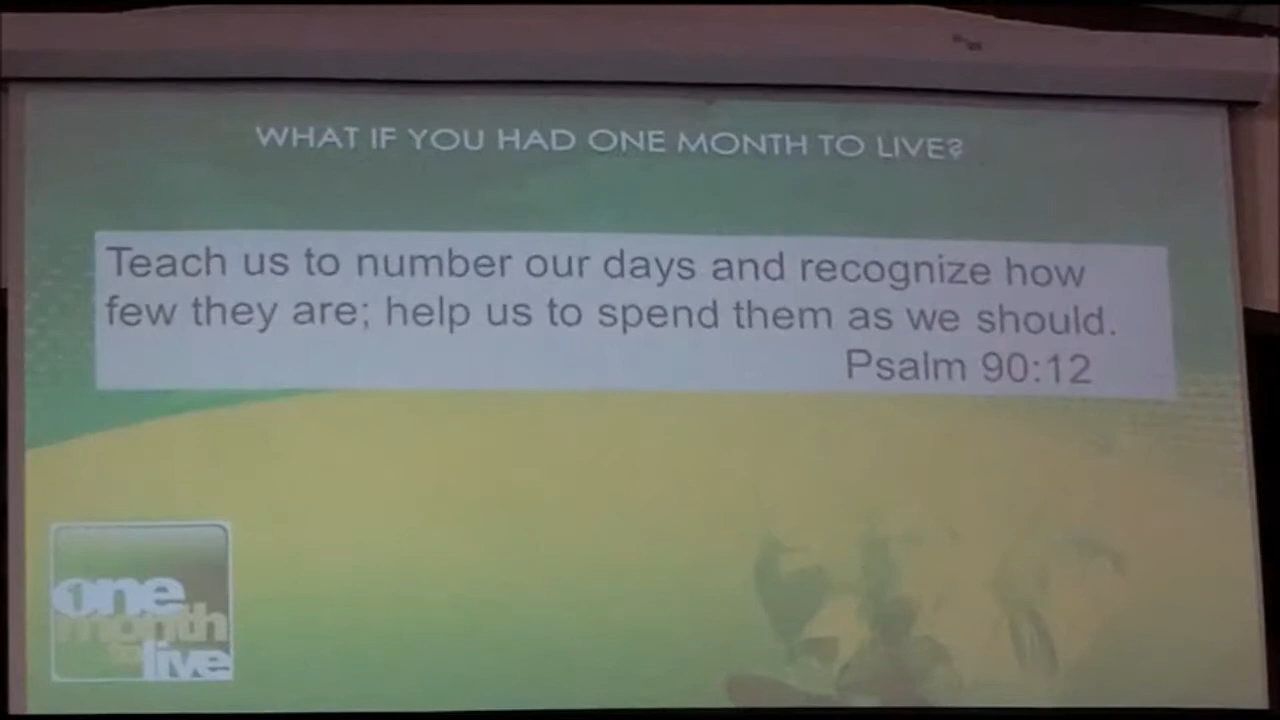 WHAT IF YOU HAD ONE MONTH TO LIVE?
Teach us to number our days and recognize how
few they are; help us to spend them as we should.
Psalm 90:12
one
month
live